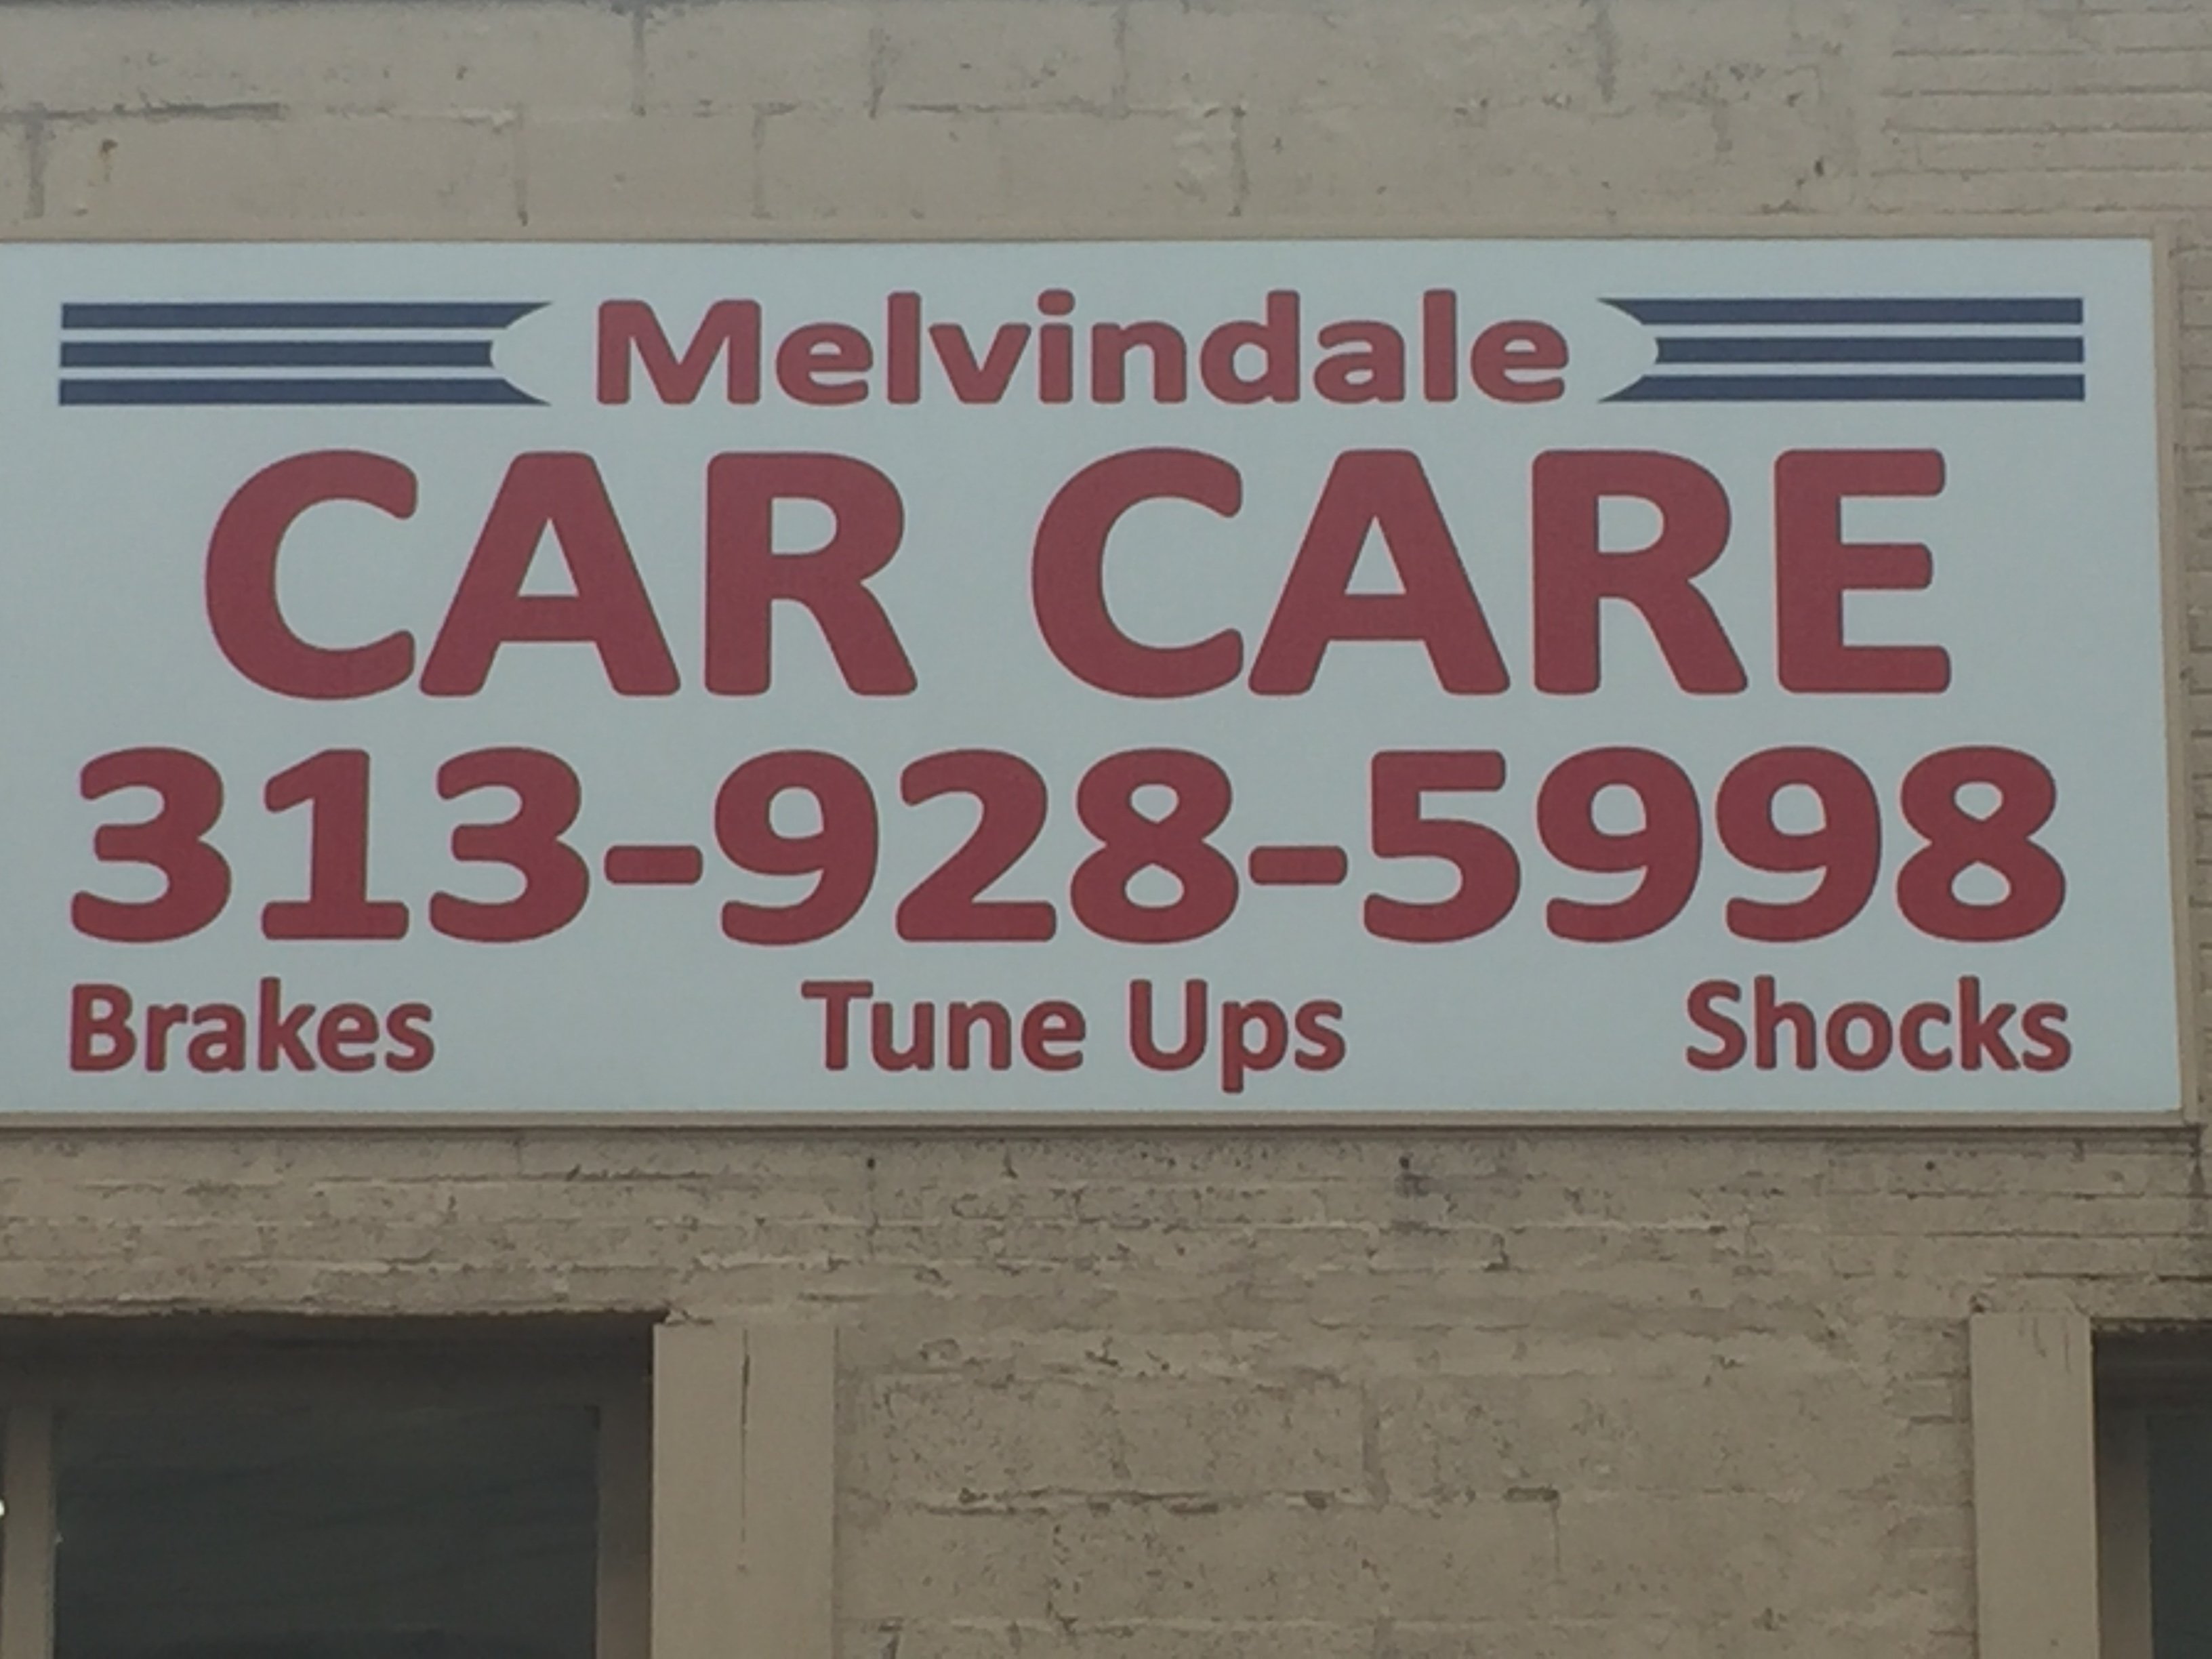 Melvindale
CAR CARE
313-928-5998
Brakes Tune Ups Shocks